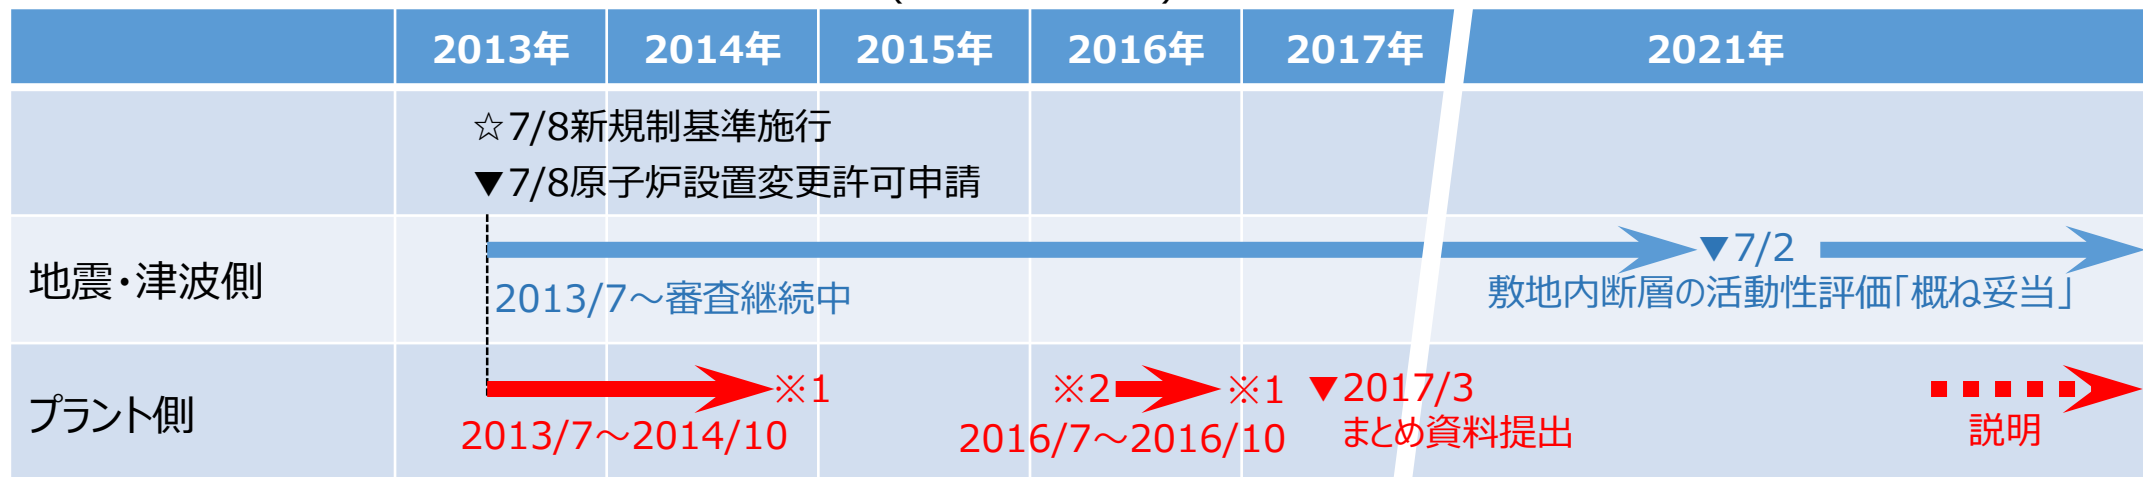 2013年 2014年 2015年 2016年 2017年 2021年
☆7/8新規制基準施行
▼7/8原子炉設置変更許可申請
地震・津波側
▼7/2
2013/7～審査継続中
敷地内断層の活動性評価「概ね妥当」
プラント側
※1 ※2 ※1 ▼2017/3
2013/7～2014/10 2016/7～2016/10 まとめ資料提出 説明